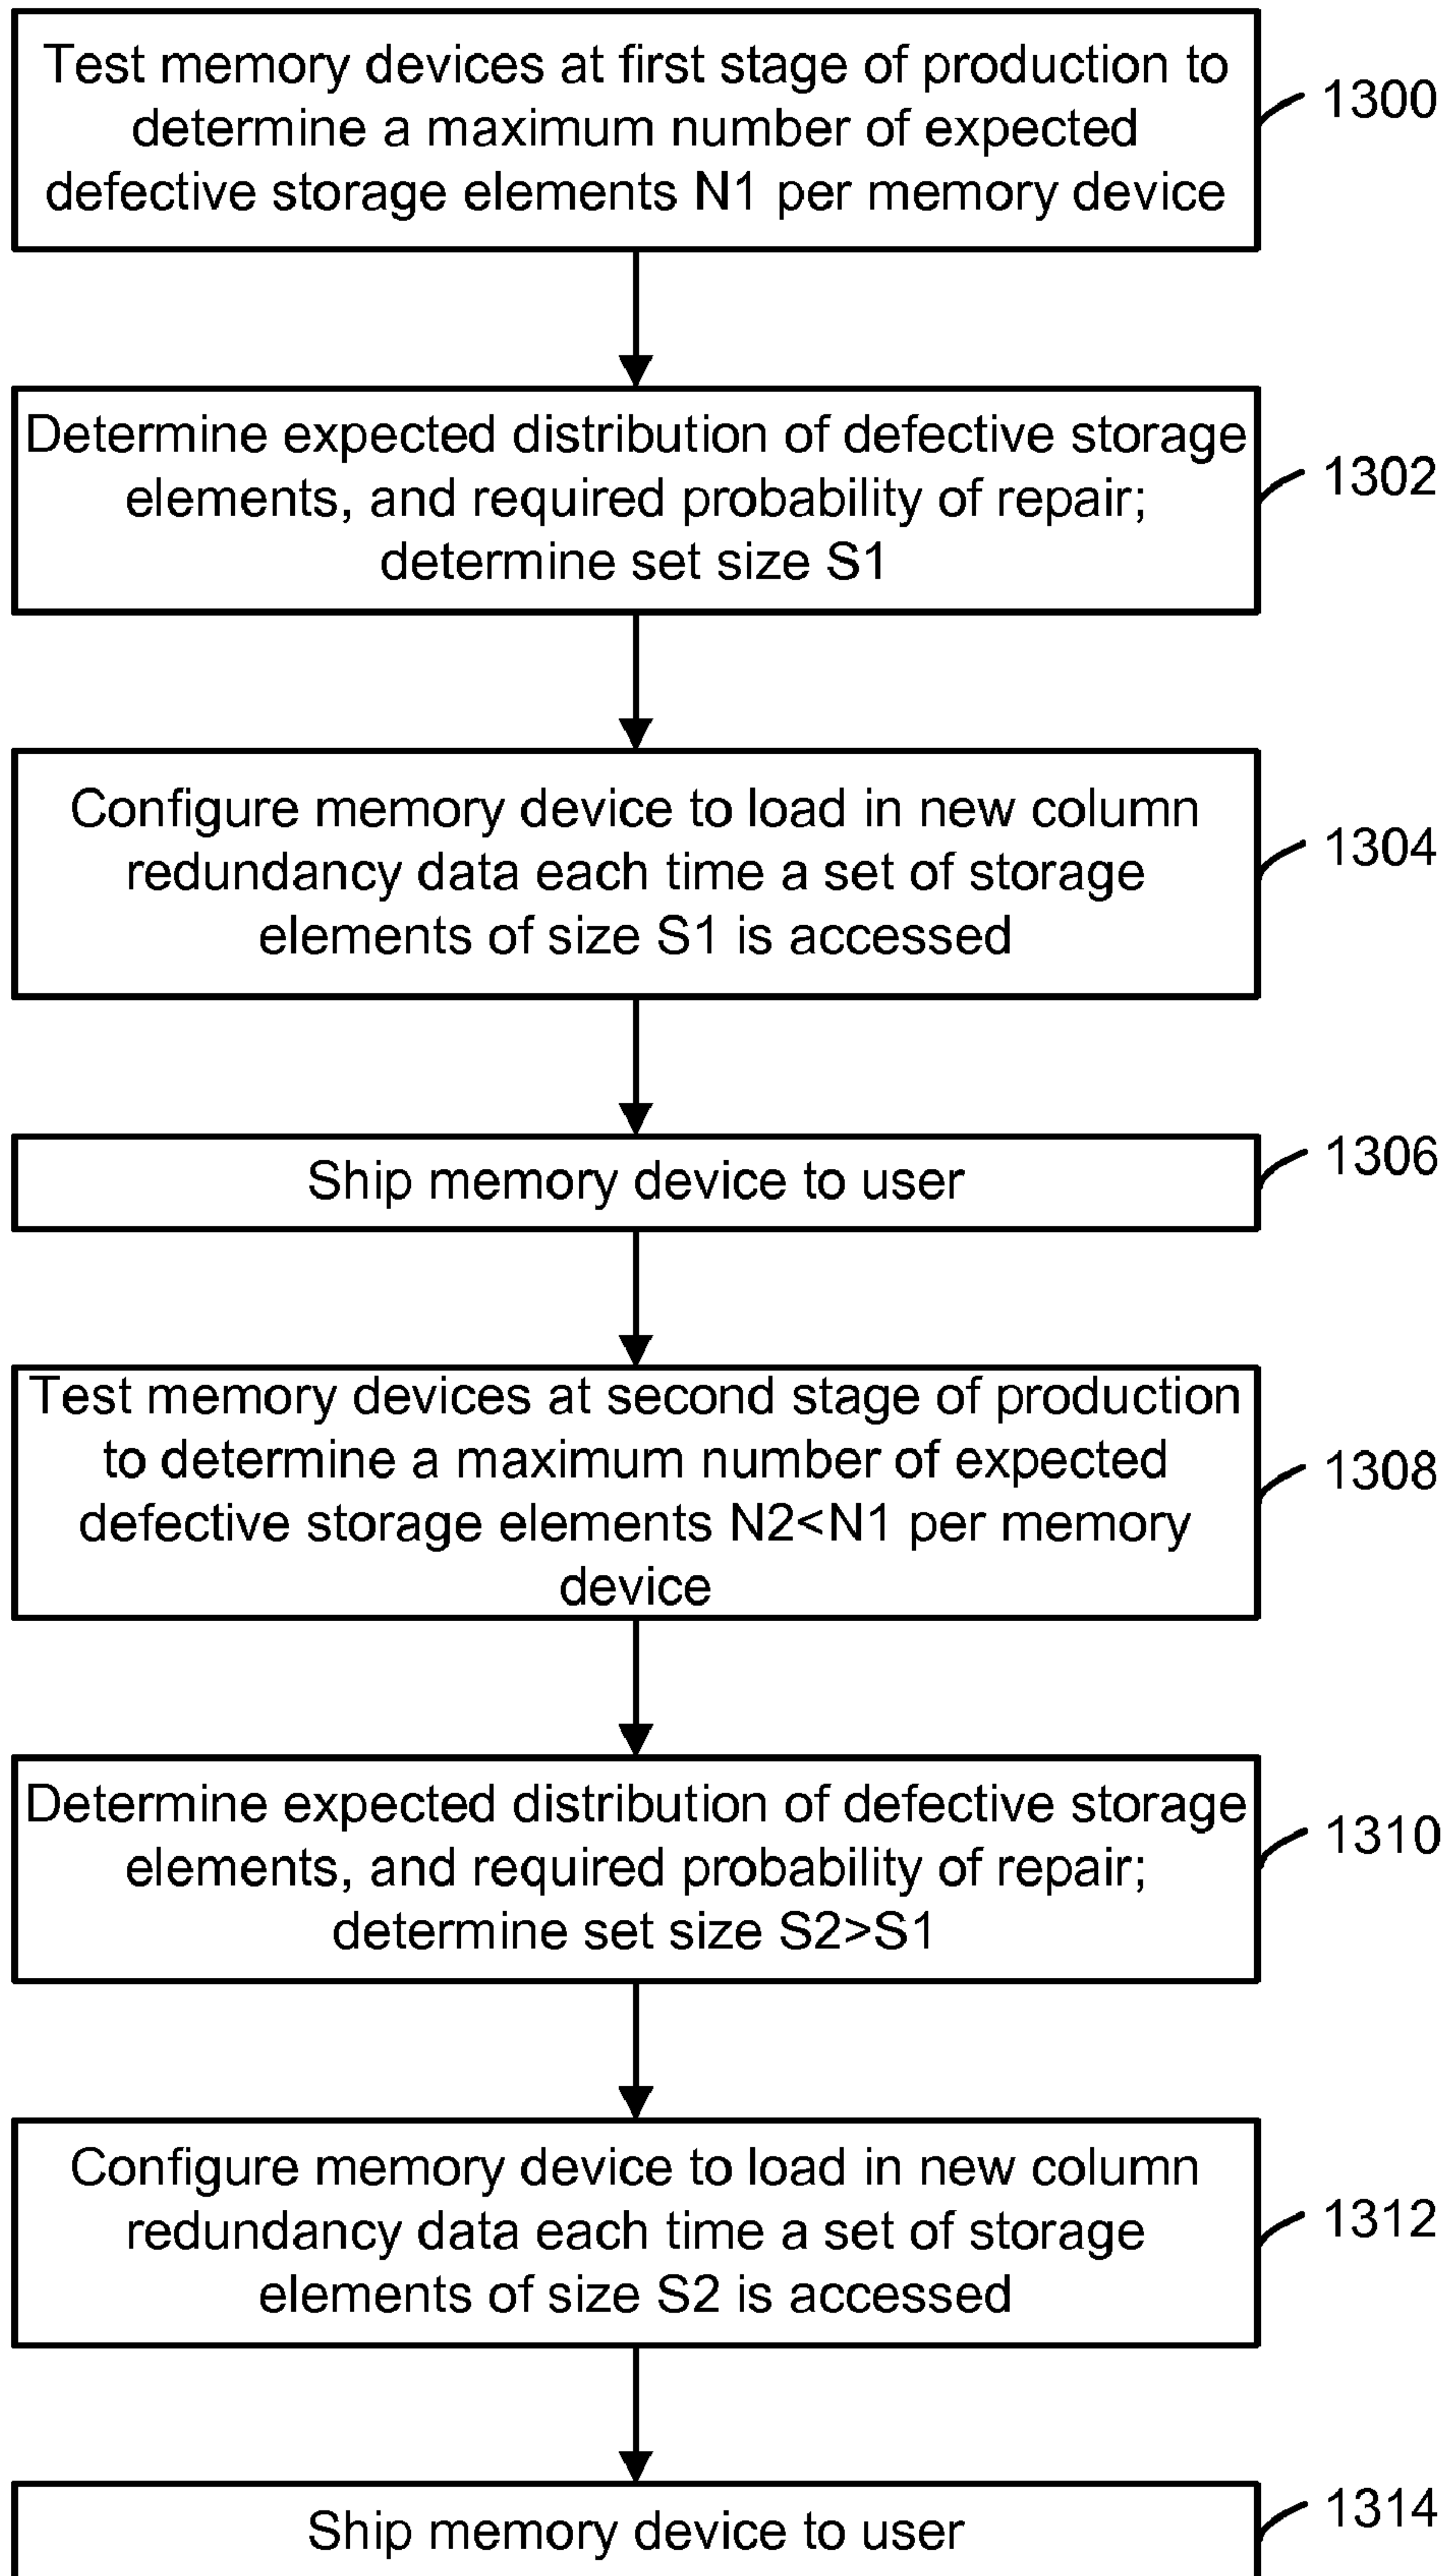 Test memory devices at first stage of production to
determine a maximum number of expected
defective storage elements N1 per memory device
1300
Determine expected distribution of defective storage
elements, and required probability of repair;
determine set size S1
1302
Configure memory device to load in new column
redundancy data each time a set of storage
elements of size S1 is accessed
1304
Ship memory device to user
1306
Test memory devices at second stage of production
to determine a maximum number of expected
defective storage elements N2<N1 per memory
device
1308
Determine expected distribution of defective storage
elements, and required probability of repair;
determine set size S2>S1
1310
Configure memory device to load in new column
redundancy data each time a set of storage
elements of size S2 is accessed
1312
Ship memory device to user
1314